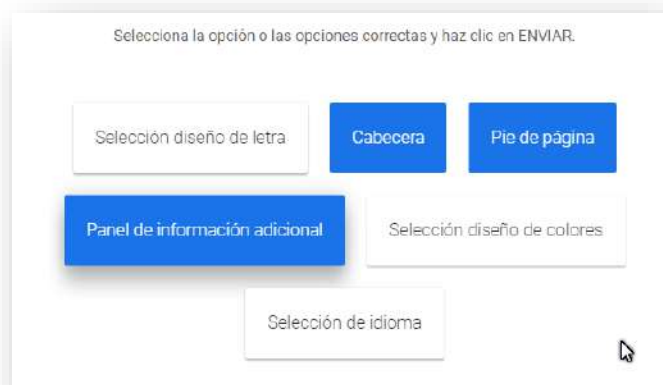 Selecciona la opción o las opciones correctas y haz clic en ENVIAR.
Selección diseño de letra
Cabecera
Pie de página
Panel de información adicional
Selección diseño de colores
Selección de idioma